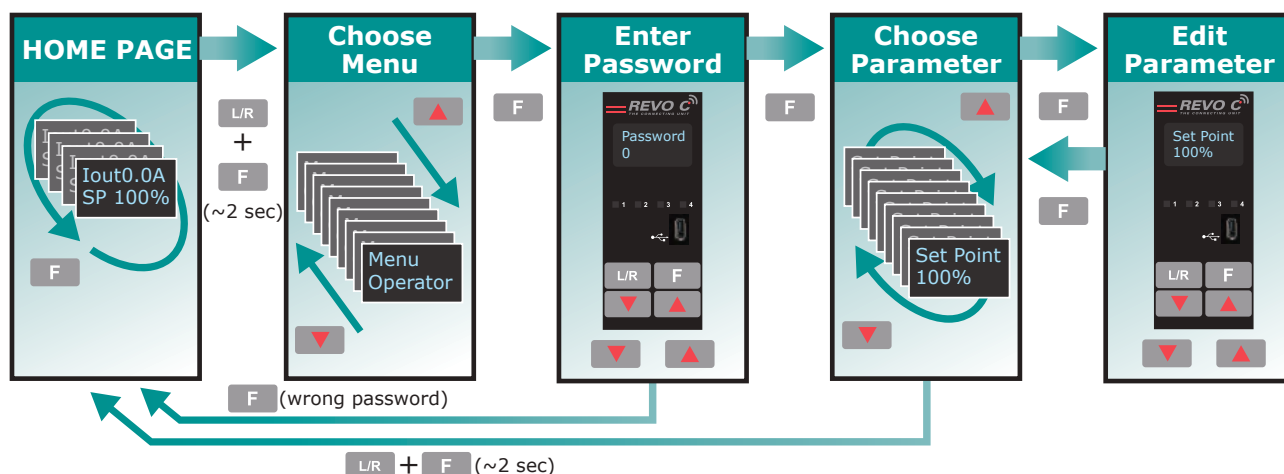 HOME PAGE
Choose
Menu
Enter
Password
Choose
Parameter
Edit
Parameter
L/R
+
F
(~2 sec)
F
F
F
F
Iout0.0A
SP 100%
F
Menu
Operator
REVO C
THE CONNECTING UNIT
Password
0
1 2 3 4
L/R F
Set Point
100%
REVO C
THE CONNECTING UNIT
Set Point
100%
1 2 3 4
L/R F
F (wrong password)
L/R + F (~2 sec)